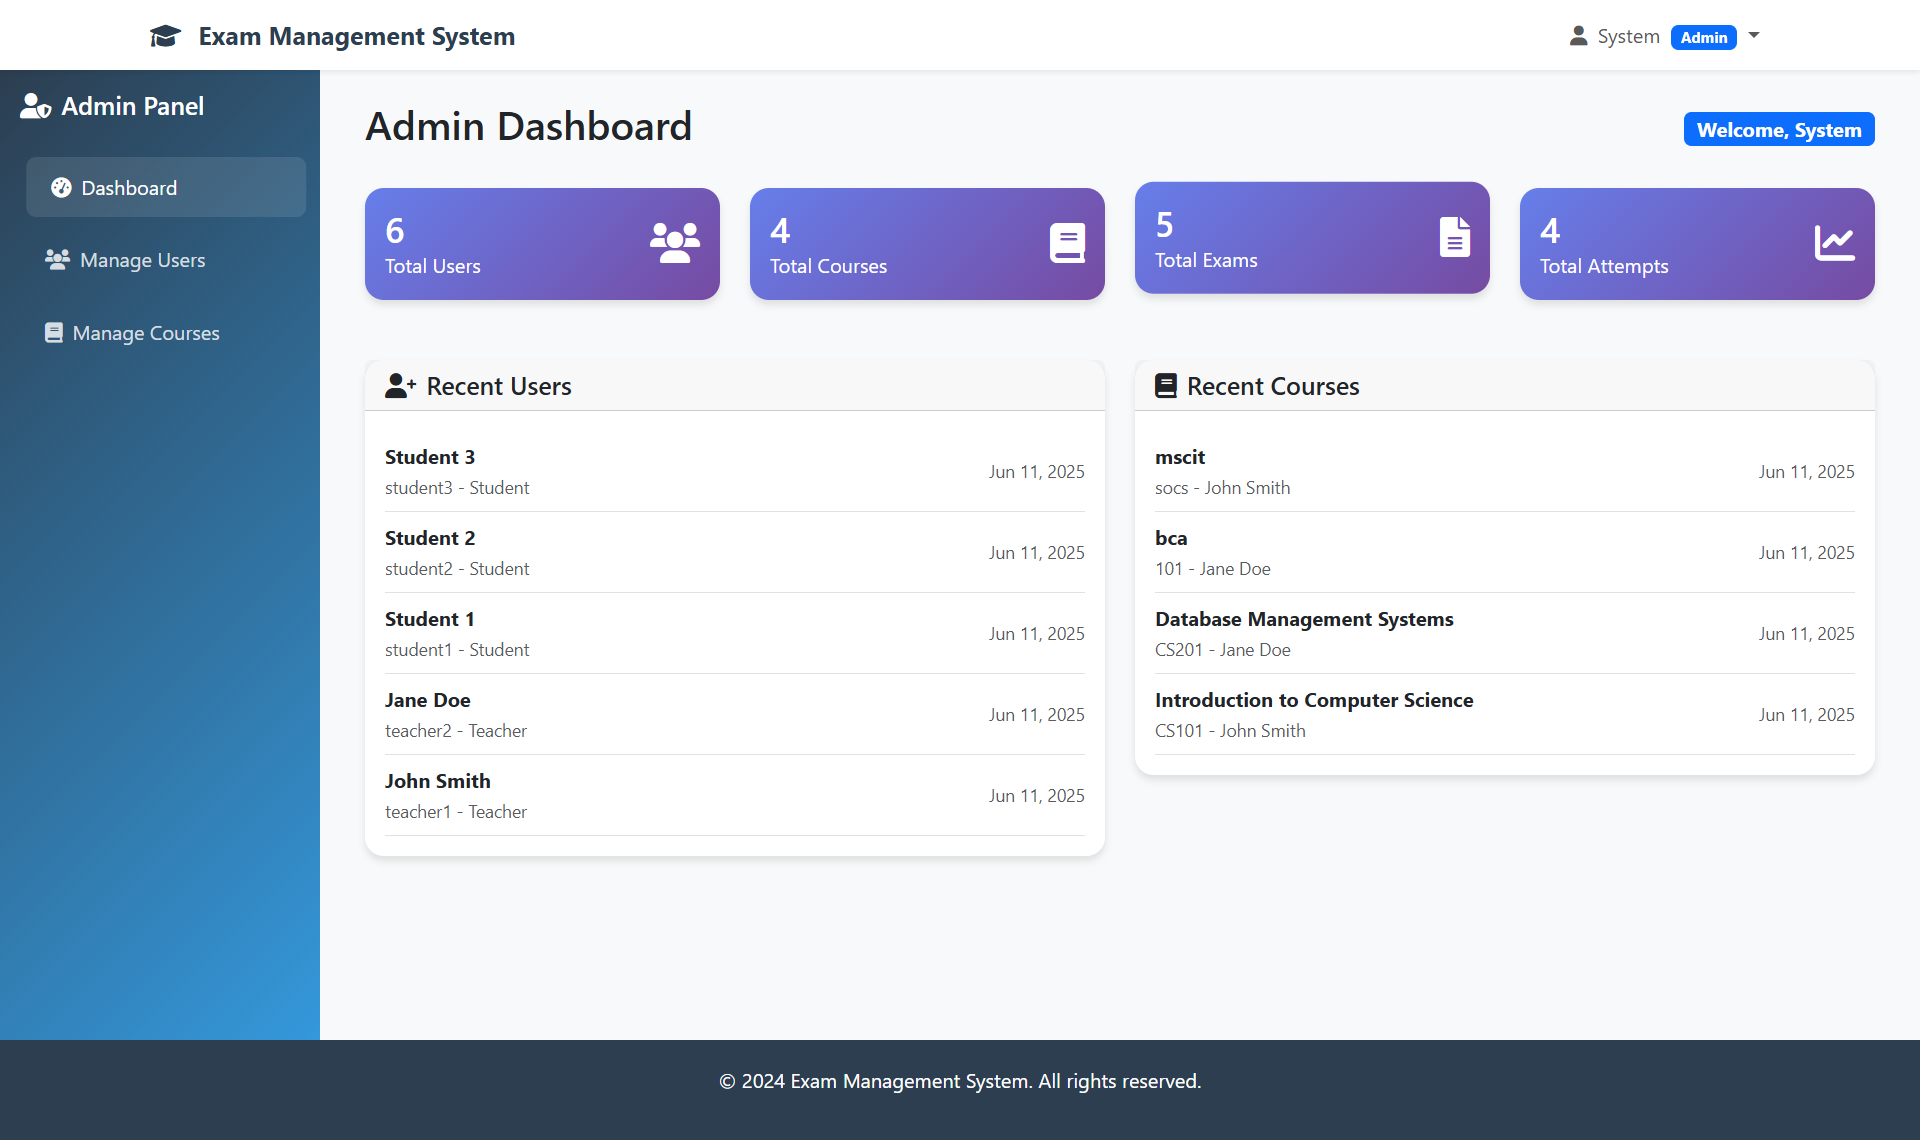 Exam Management System
System Admin
Admin Panel
Dashboard
Manage Users
Manage Courses
Admin Dashboard
Welcome, System
6
Total Users
4
Total Courses
5
Total Exams
4
Total Attempts
Recent Users
Student 3
student3 - Student
Jun 11, 2025
Student 2
student2 - Student
Jun 11, 2025
Student 1
student1 - Student
Jun 11, 2025
Jane Doe
teacher2 - Teacher
Jun 11, 2025
John Smith
teacher1 - Teacher
Jun 11, 2025
Recent Courses
mscit
socs - John Smith
Jun 11, 2025
bca
101 - Jane Doe
Jun 11, 2025
Database Management Systems
CS201 - Jane Doe
Jun 11, 2025
Introduction to Computer Science
CS101 - John Smith
Jun 11, 2025
© 2024 Exam Management System. All rights reserved.